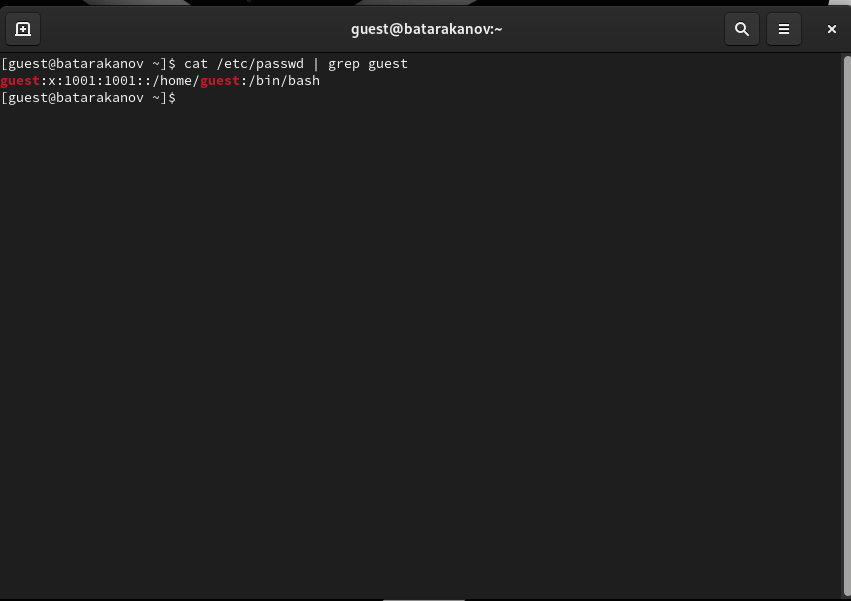 guest@batarakanov:~
[guest@batarakanov ~]$ cat /etc/passwd | grep guest
guest:x:1001:1001::/home/guest:/bin/bash
[guest@batarakanov ~]$